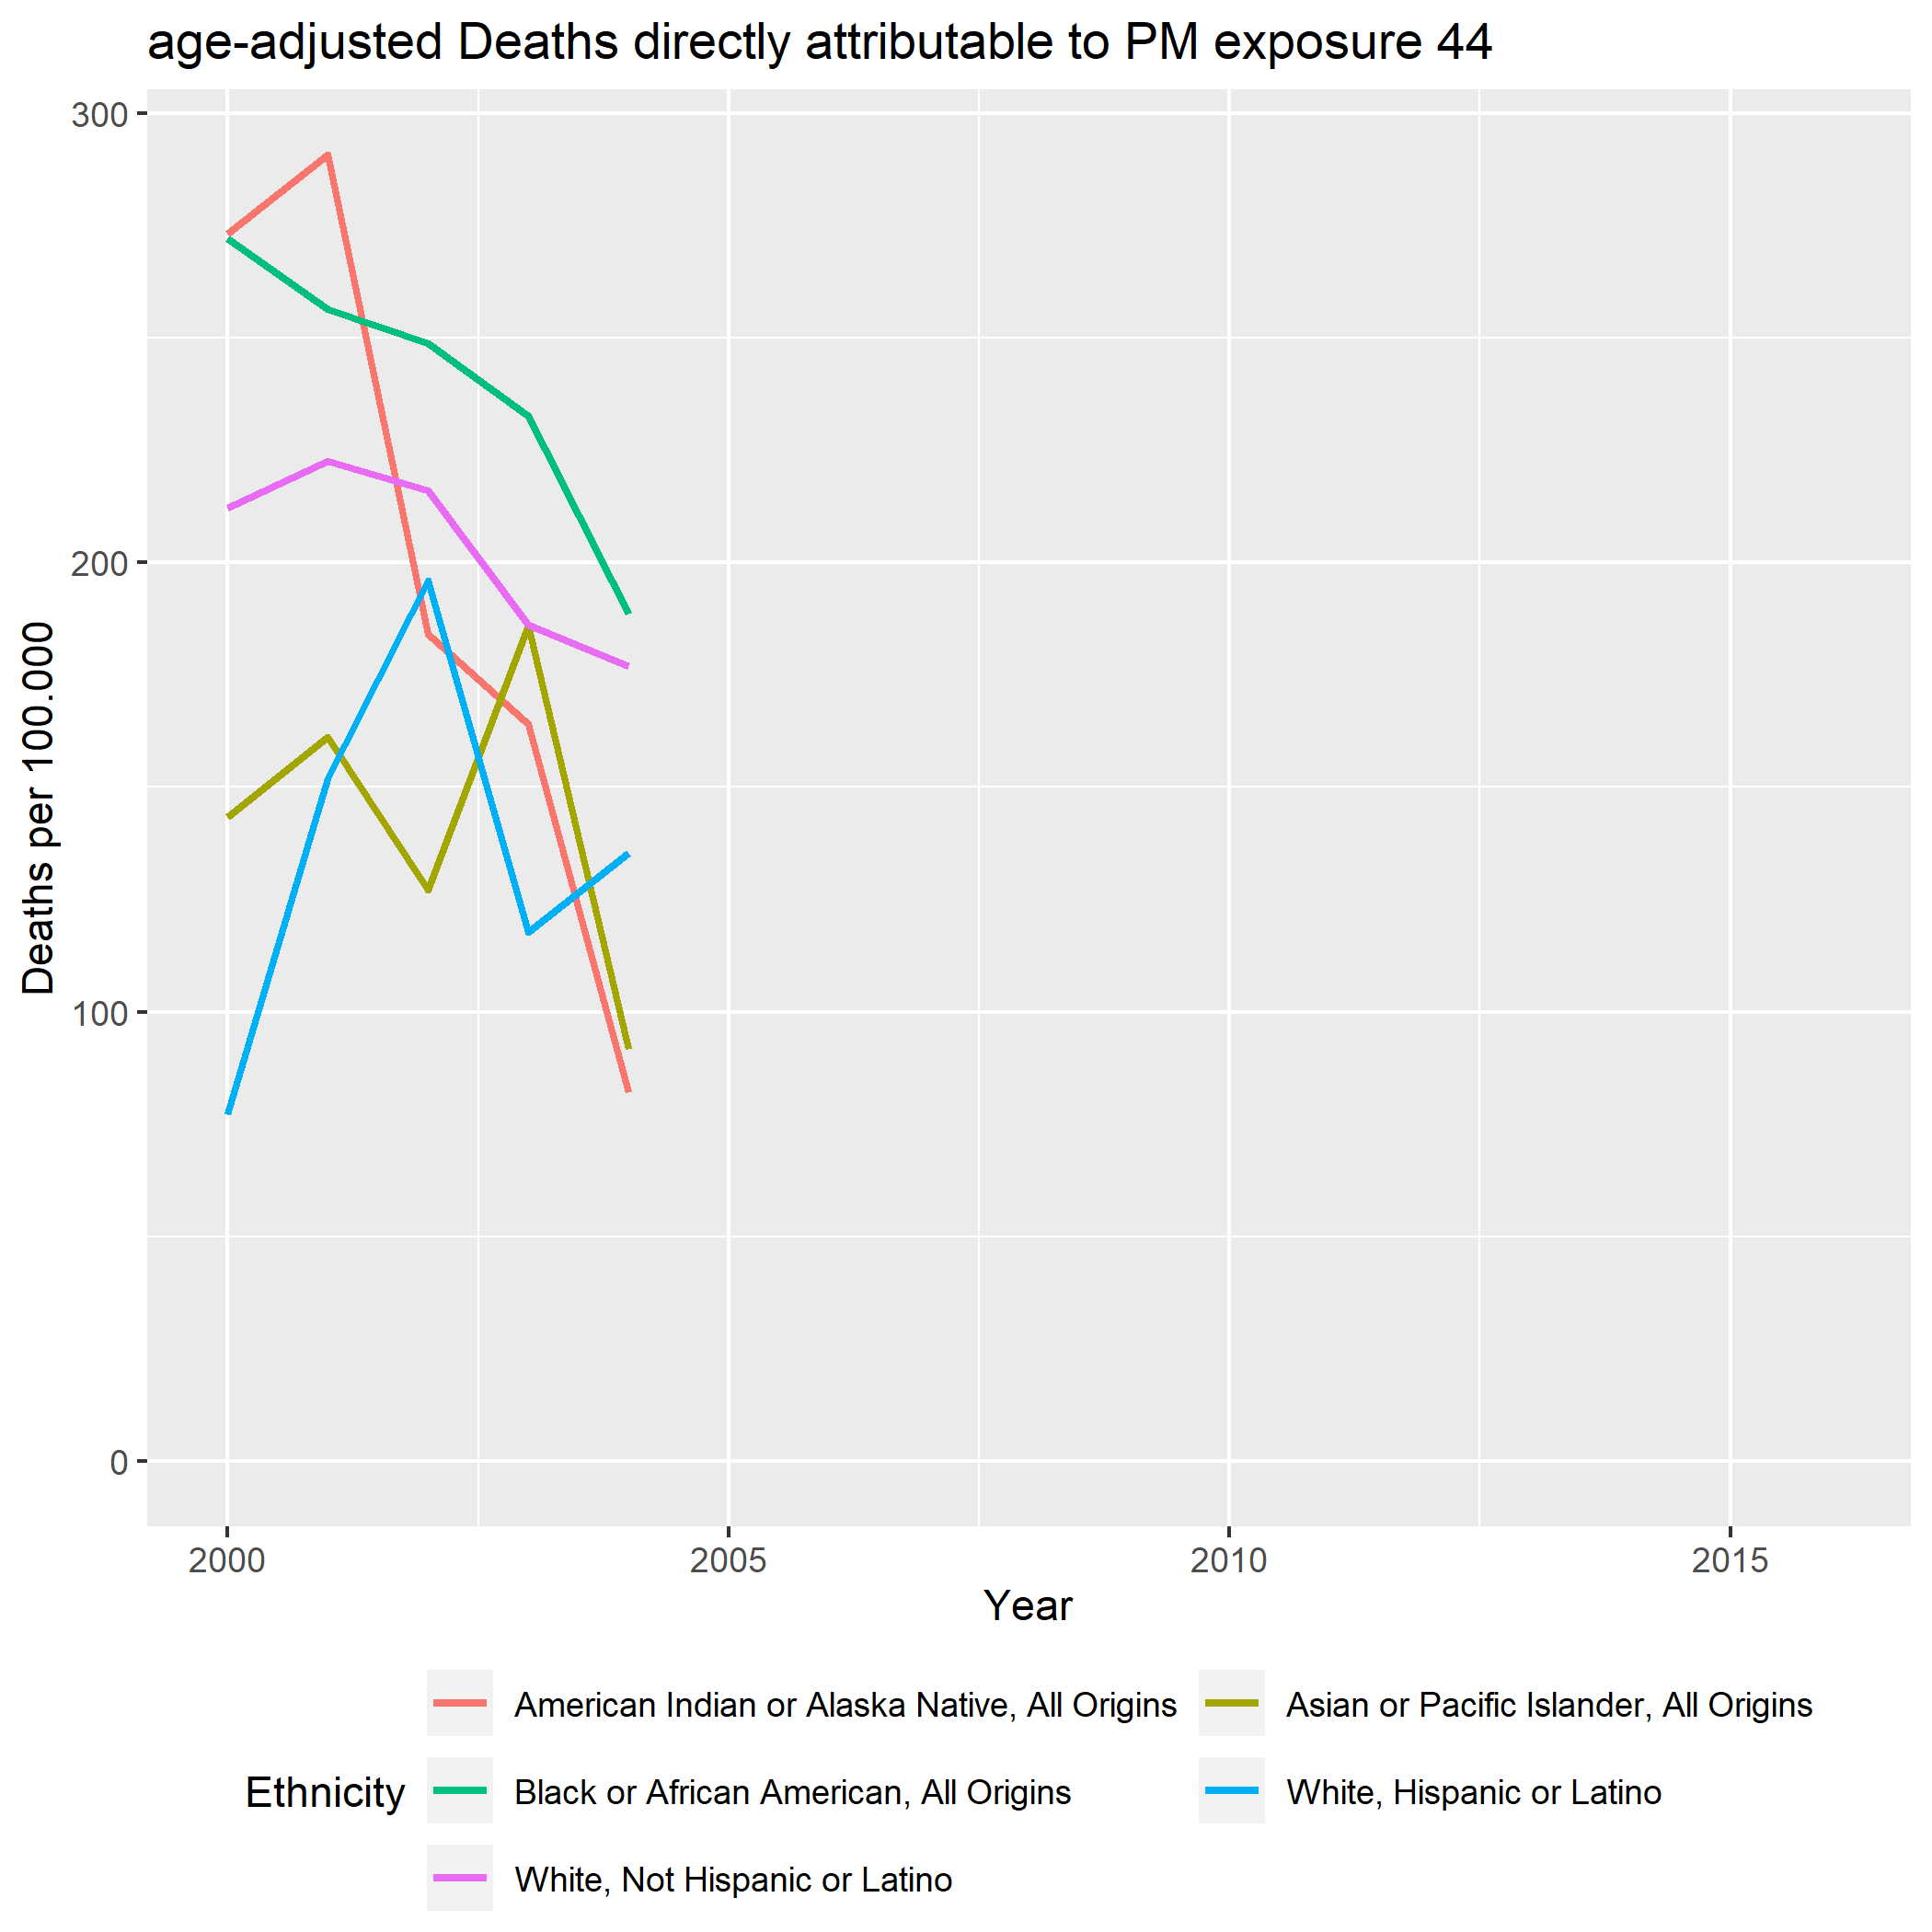 age-adjusted Deaths directly attributable to PM exposure 44
Deaths per 100.000
300
200
100
0
2000 2005 2010 2015
Year
Ethnicity
American Indian or Alaska Native, All Origins
Asian or Pacific Islander, All Origins
Black or African American, All Origins
White, Hispanic or Latino
White, Not Hispanic or Latino